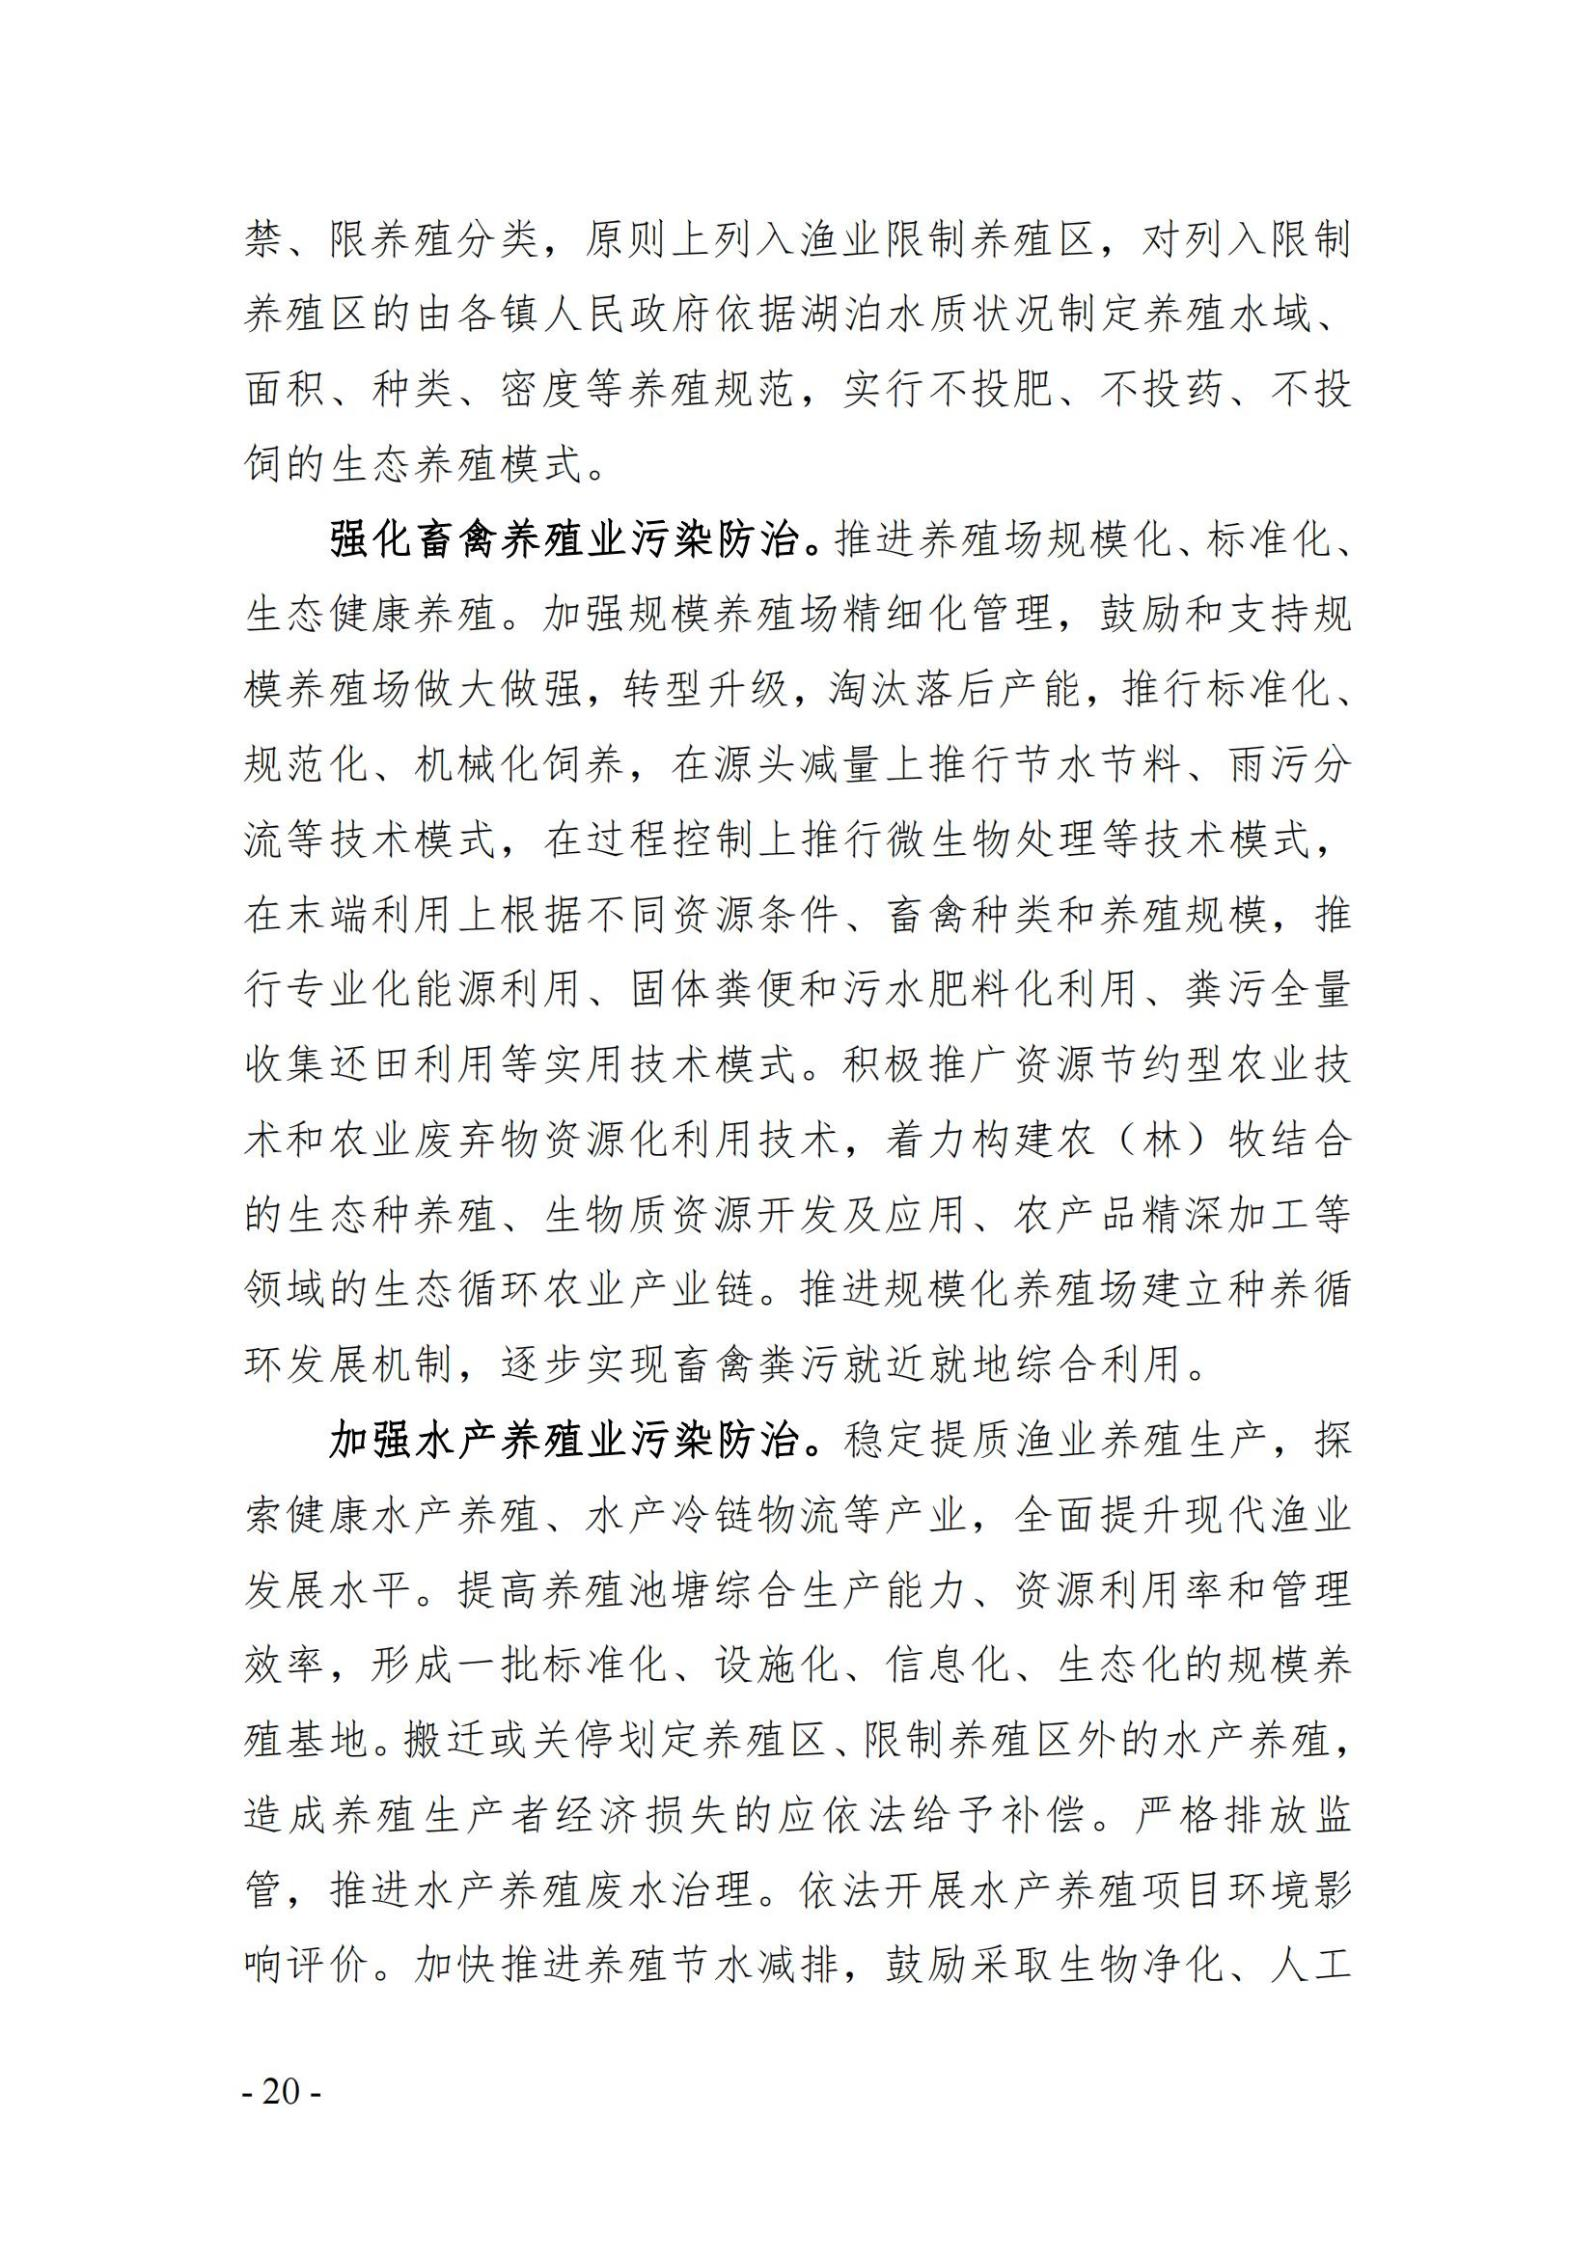 禁、限养殖分类，原则上列入渔业限制养殖区，对列入限制
养殖区的由各镇人民政府依据湖泊水质状况制定养殖水域、
面积、种类、密度等养殖规范，实行不投肥、不投药、不投
饲的生态养殖模式。
强化畜禽养殖业污染防治。推进养殖场规模化、标准化、
生态健康养殖。加强规模养殖场精细化管理，鼓励和支持规
模养殖场做大做强，转型升级，淘汰落后产能，推行标准化、
规范化、机械化饲养，在源头减量上推行节水节料、雨污分
流等技术模式，在过程控制上推行微生物处理等技术模式，
在末端利用上根据不同资源条件、畜禽种类和养殖规模，推
行专业化能源利用、固体粪便和污水肥料化利用、粪污全量
收集还田利用等实用技术模式。积极推广资源节约型农业技
术和农业废弃物资源化利用技术，着力构建农（林）牧结合
的生态种养殖、生物质资源开发及应用、农产品精深加工等
领域的生态循环农业产业链。推进规模化养殖场建立种养循
环发展机制，逐步实现畜禽粪污就近就地综合利用。
加强水产养殖业污染防治。稳定提质渔业养殖生产，探
索健康水产养殖、水产冷链物流等产业，全面提升现代渔业
发展水平。提高养殖池塘综合生产能力、资源利用率和管理
效率，形成一批标准化、设施化、信息化、生态化的规模养
殖基地。搬迁或关停划定养殖区、限制养殖区外的水产养殖，
造成养殖生产者经济损失的应依法给予补偿。严格排放监
管，推进水产养殖废水治理。依法开展水产养殖项目环境影
响评价。加快推进养殖节水减排，鼓励采取生物净化、人工
- 20 -